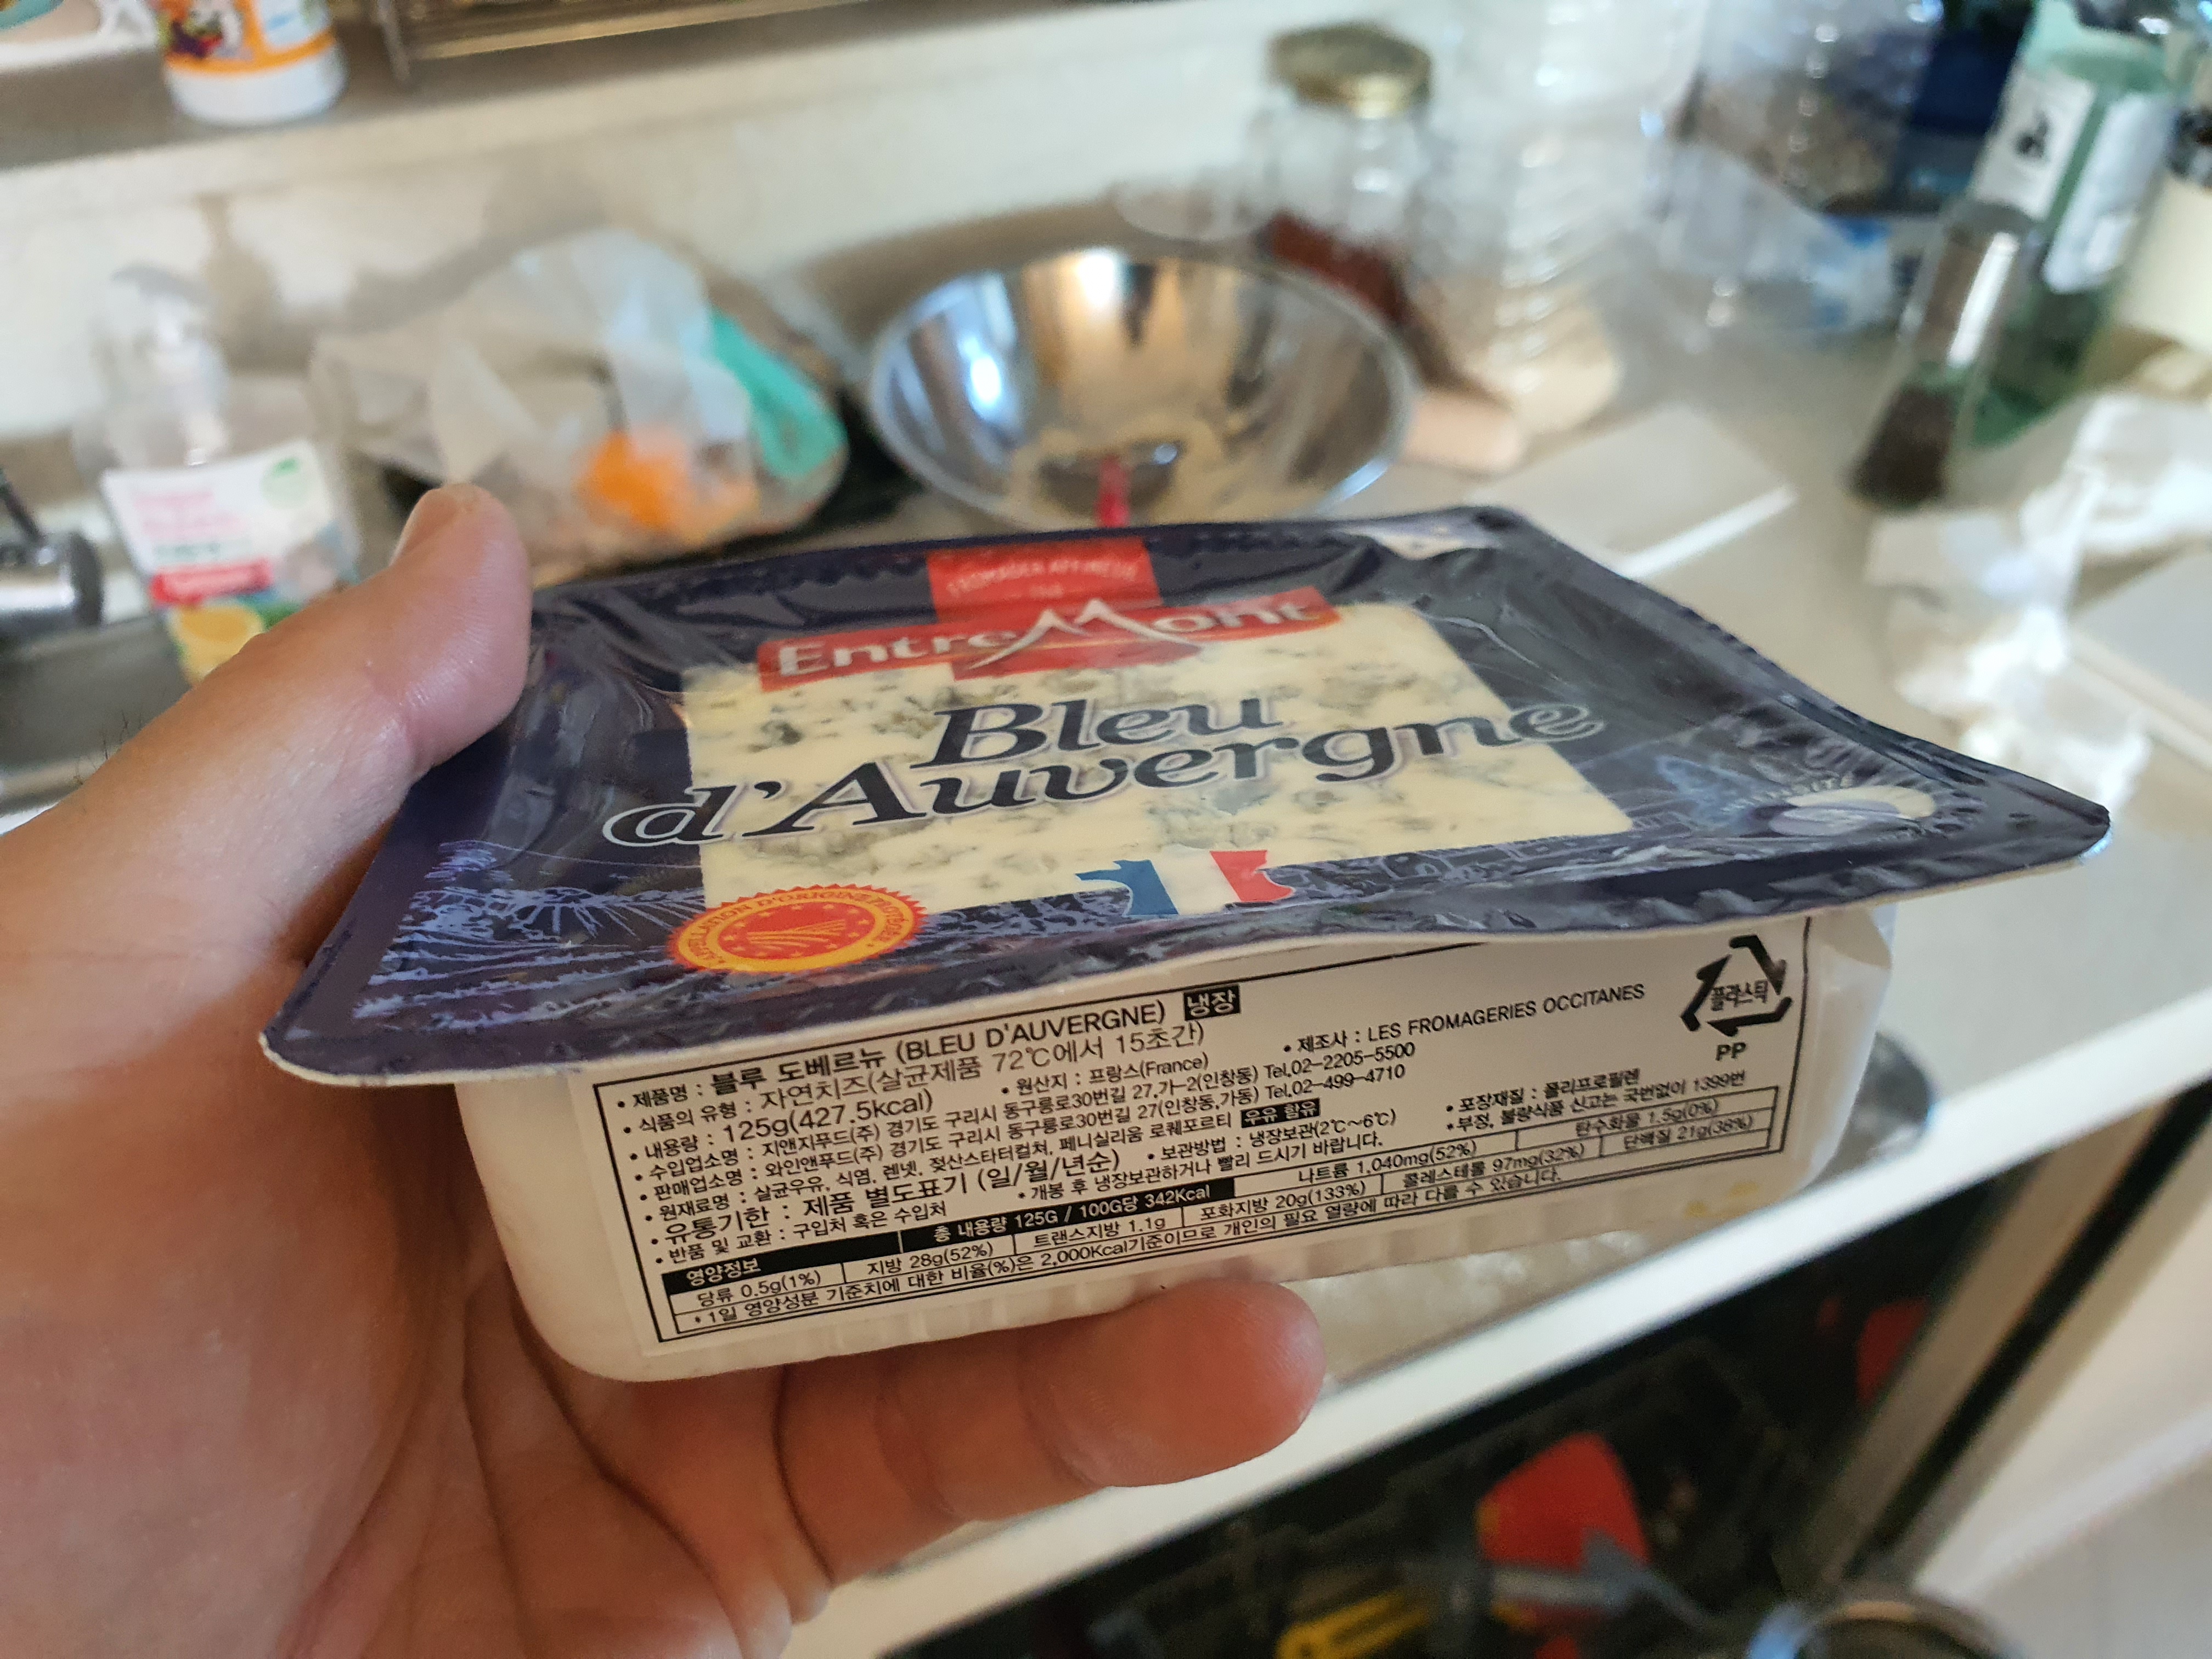 FROMAGER AFFINEUR
EntreMont
Bleu
d'Auvergne
APPELLATION D'ORIGINE PROTÉGÉE
INTENSITÉ
• 제품명 : 블루 도베르뉴 (BLEU D'AUVERGNE) 냉장
• 식품의 유형 : 자연치즈(살균제품 72℃에서 15초간)
• 내용량 : 125g(427.5kcal) • 원산지 : 프랑스(France) • 제조사 : LES FROMAGERIES OCCITANES
• 수입업소명 : 지앤지푸드(주) 경기도 구리시 동구릉로30번길 27,가-2(인창동) Tel.02-2205-5500
• 판매업소명 : 와인앤푸드(주) 경기도 구리시 동구릉로30번길 27(인창동,가동) Tel.02-499-4710
• 원재료명 : 살균우유, 식염, 렌넷, 젖산스타터컬쳐, 페니실리움 로퀘포르티 우유 함유 • 포장재질 : 폴리프로필렌
• 유통기한 : 제품 별도표기 (일/월/년순) • 보관방법 : 냉장보관(2℃~6℃) • 부정, 불량식품 신고는 국번없이 1399번
• 반품 및 교환 : 구입처 혹은 수입처 • 개봉 후 냉장보관하거나 빨리 드시기 바랍니다.
영양정보 총 내용량 125G / 100G당 342Kcal 나트륨 1,040mg(52%) 탄수화물 1.5g(0%)
당류 0.5g(1%) 지방 28g(52%) 트랜스지방 1.1g 포화지방 20g(133%) 콜레스테롤 97mg(32%) 단백질 21g(38%)
* 1일 영양성분 기준치에 대한 비율(%)은 2,000Kcal기준이므로 개인의 필요 열량에 따라 다를 수 있습니다.
플라스틱
PP